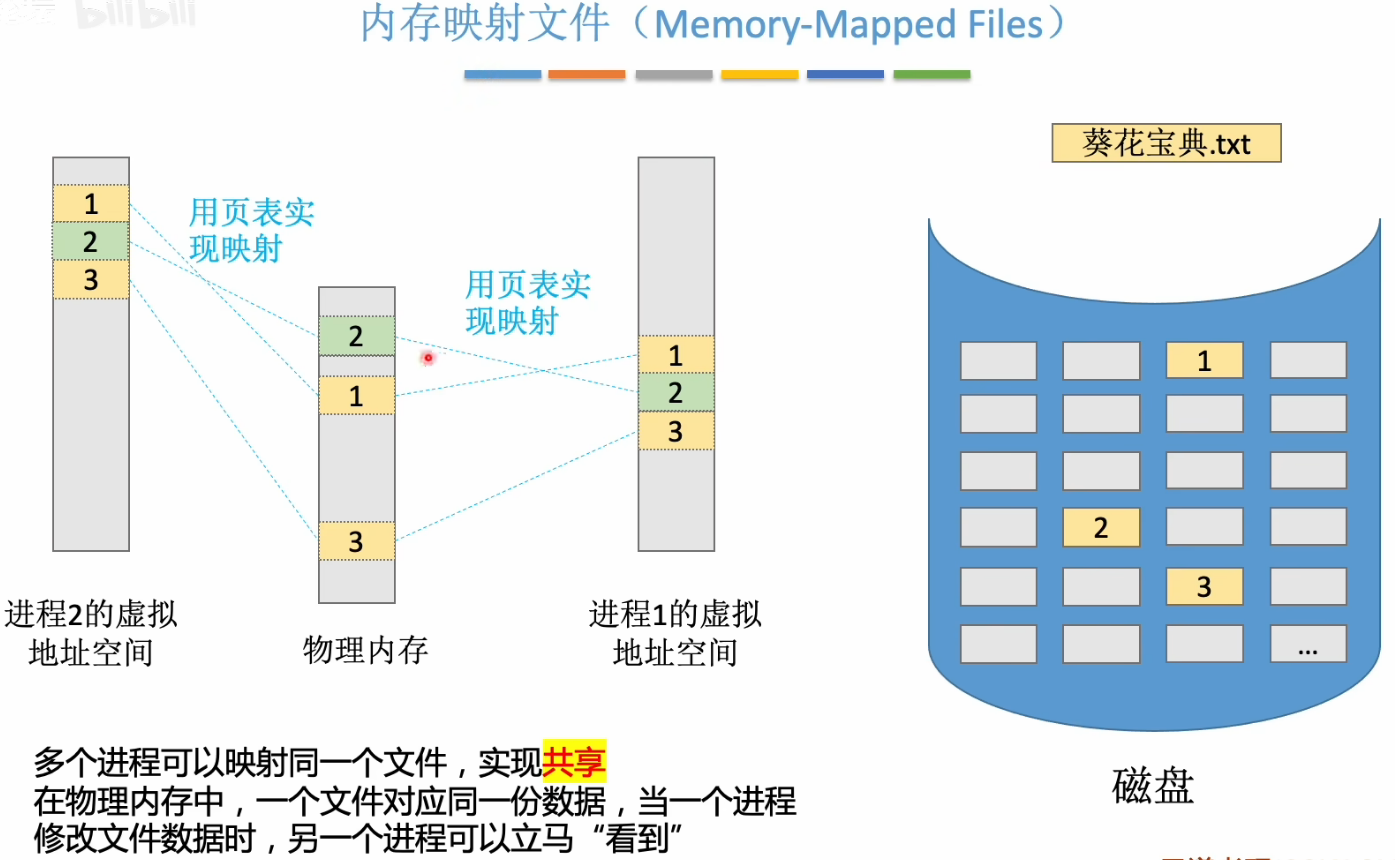 bilibili
内存映射文件（Memory-Mapped Files）
葵花宝典.txt
1
2
3
用页表实
现映射
2
1
3
用页表实
现映射
1
2
3
1
2
3
...
进程2的虚拟
地址空间
物理内存
进程1的虚拟
地址空间
磁盘
多个进程可以映射同一个文件，实现共享
在物理内存中，一个文件对应同一份数据，当一个进程
修改文件数据时，另一个进程可以立马“看到”